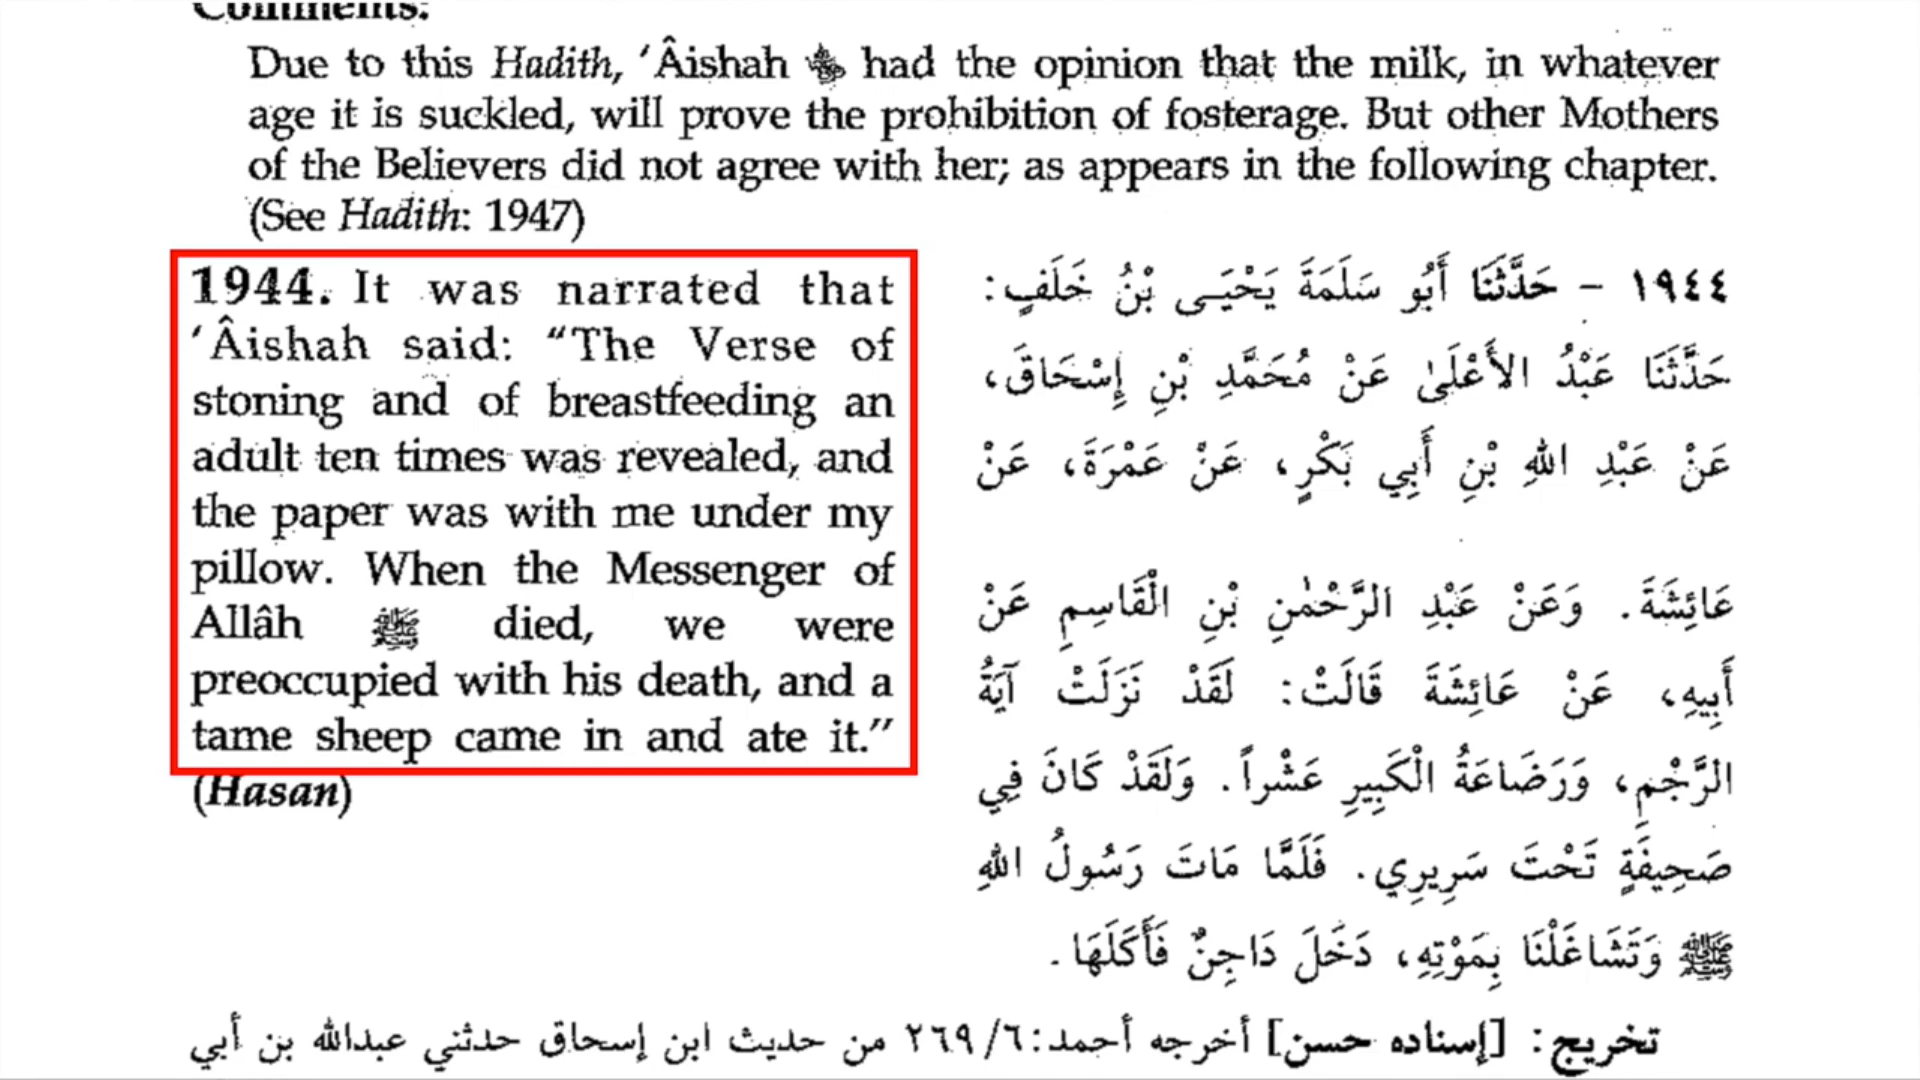 Comments:
Due to this Hadith, ‘Âishah had the opinion that the milk, in whatever
age it is suckled, will prove the prohibition of fosterage. But other Mothers
of the Believers did not agree with her; as appears in the following chapter.
(See Hadith: 1947)
1944. It was narrated that
‘Âishah said: “The Verse of
stoning and of breastfeeding an
adult ten times was revealed, and
the paper was with me under my
pillow. When the Messenger of
Allâh ﷺ died, we were
preoccupied with his death, and a
tame sheep came in and ate it.”
(Hasan)
١٩٤٤ – حَدَّثَنَا أَبُو سَلَمَةَ يَحْيَـى بْنُ خَلَفٍ:
حَدَّثَنَا عَبْدُ الأَعْلَىٰ عَنْ مُحَمَّدِ بْنِ إِسْحَاقَ،
عَنْ عَبْدِ اللهِ بْنِ أَبِي بَكْرٍ، عَنْ عَمْرَةَ، عَنْ
عَائِشَةَ. وَعَنْ عَبْدِ الرَّحْمٰنِ بْنِ الْقَاسِمِ عَنْ
أَبِيهِ، عَنْ عَائِشَةَ قَالَتْ: لَقَدْ نَزَلَتْ آيَةُ
الرَّجْمِ، وَرَضَاعَةُ الْكَبِيرِ عَشْراً. وَلَقَدْ كَانَ فِي
صَحِيفَةٍ تَحْتَ سَرِيرِي. فَلَمَّا مَاتَ رَسُولُ اللهِ
ﷺ وَتَشَاغَلْنَا بِمَوْتِهِ، دَخَلَ دَاجِنٌ فَأَكَلَهَا.
تخريج: [إسناده حسن] أخرجه أحمد: ٦/ ٢٦٩ من حديث ابن إسحاق حدثني عبدالله بن أبي